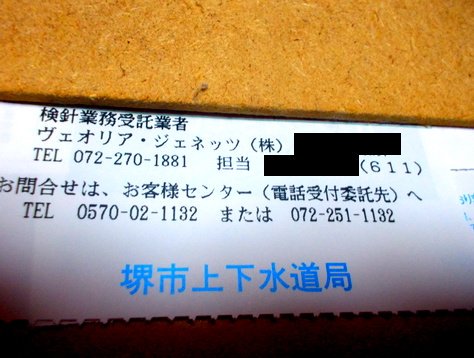 検針業務受託業者
ヴェオリア・ジェネッツ(株)
TEL 072-270-1881 担当 (611)
お問合せは、お客様センター(電話受付委託先)へ
TEL 0570-02-1132 または 072-251-1132
堺市上下水道局